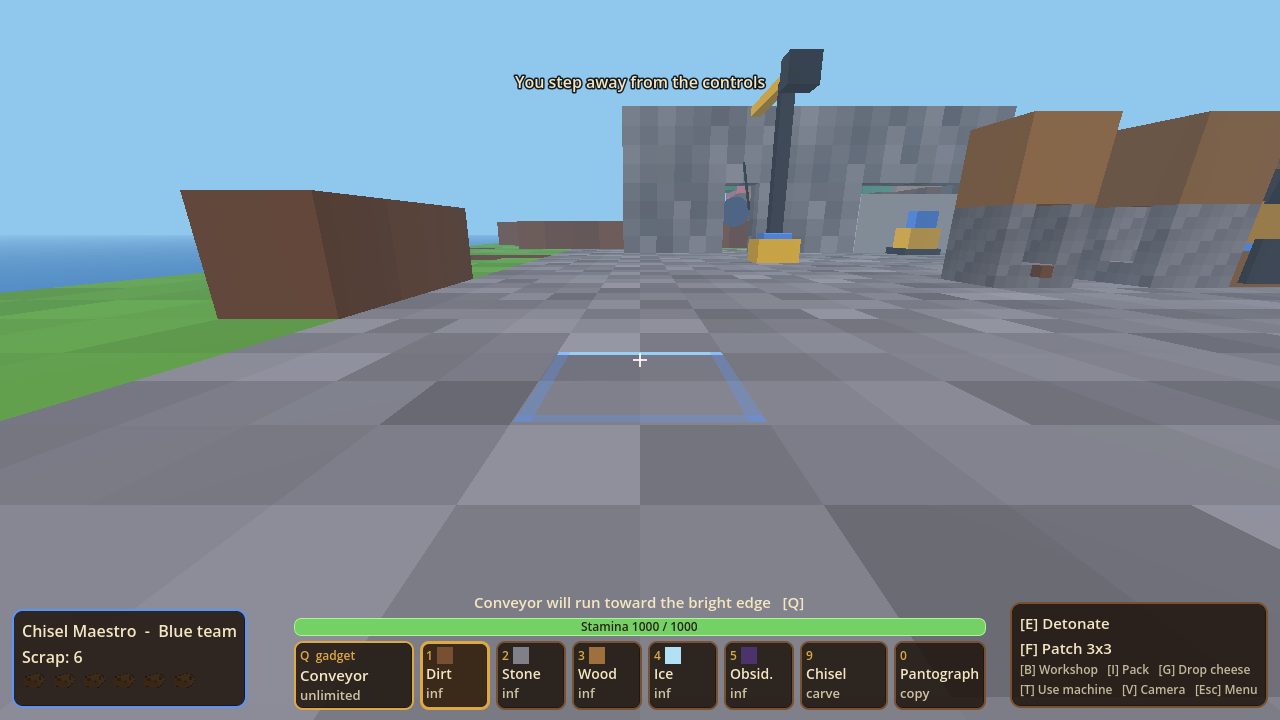 You step away from the controls
Conveyor will run toward the bright edge [Q]
Stamina 1000 / 1000
Chisel Maestro - Blue team
Scrap: 6
Q gadget
Conveyor
unlimited
1
Dirt
inf
2
Stone
inf
3
Wood
inf
4
Ice
inf
5
Obsid.
inf
9
Chisel
carve
0
Pantograph
copy
[E] Detonate
[F] Patch 3x3
[B] Workshop [I] Pack [G] Drop cheese
[T] Use machine [V] Camera [Esc] Menu